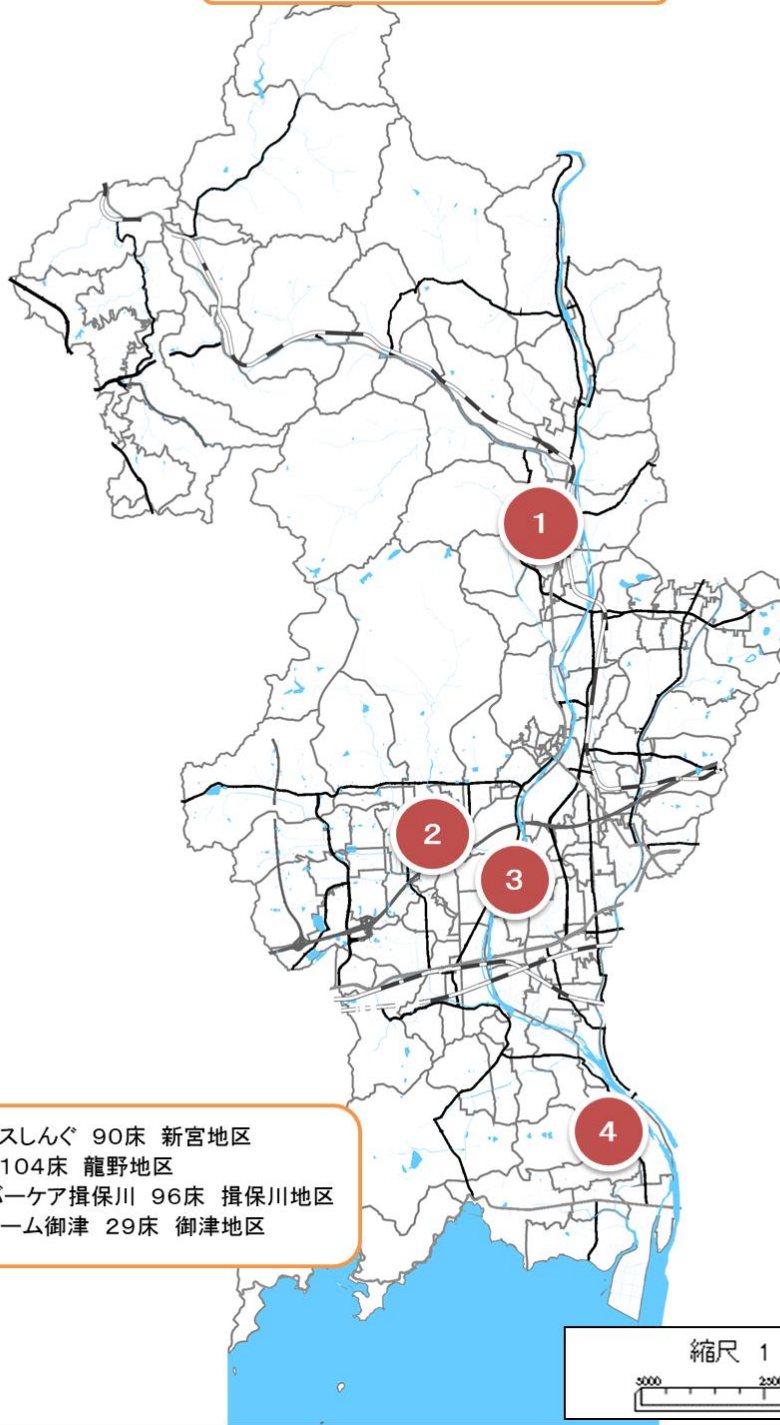 1
2
3
4
スしんぐ 90床 新宮地区
104床 龍野地区
バーケア揖保川 96床 揖保川地区
ーム御津 29床 御津地区
縮尺 1
5000 2500